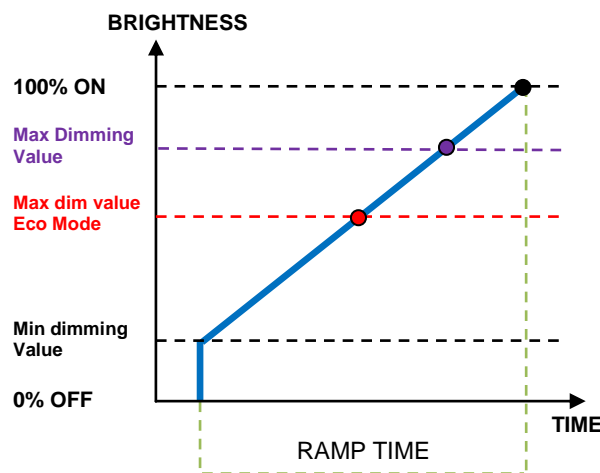 BRIGHTNESS
100% ON
Max Dimming
Value
Max dim value
Eco Mode
Min dimming
Value
0% OFF
TIME
RAMP TIME